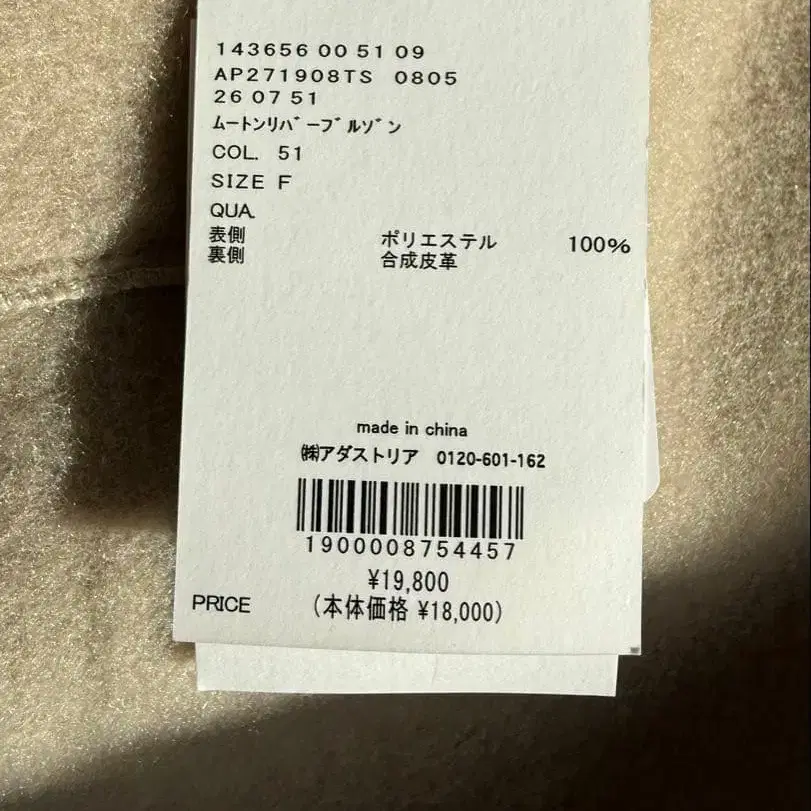 143656 00 51 09
AP271908TS 0805
26 07 51
ﾑｰﾄﾝﾘﾊﾞｰﾌﾞﾙｿﾞﾝ
COL. 51
SIZE F
QUA.
表側 ポリエステル 100%
裏側 合成皮革
made in china
㈱アダストリア 0120-601-162
1900008754457
¥19,800
PRICE (本体価格 ¥18,000)